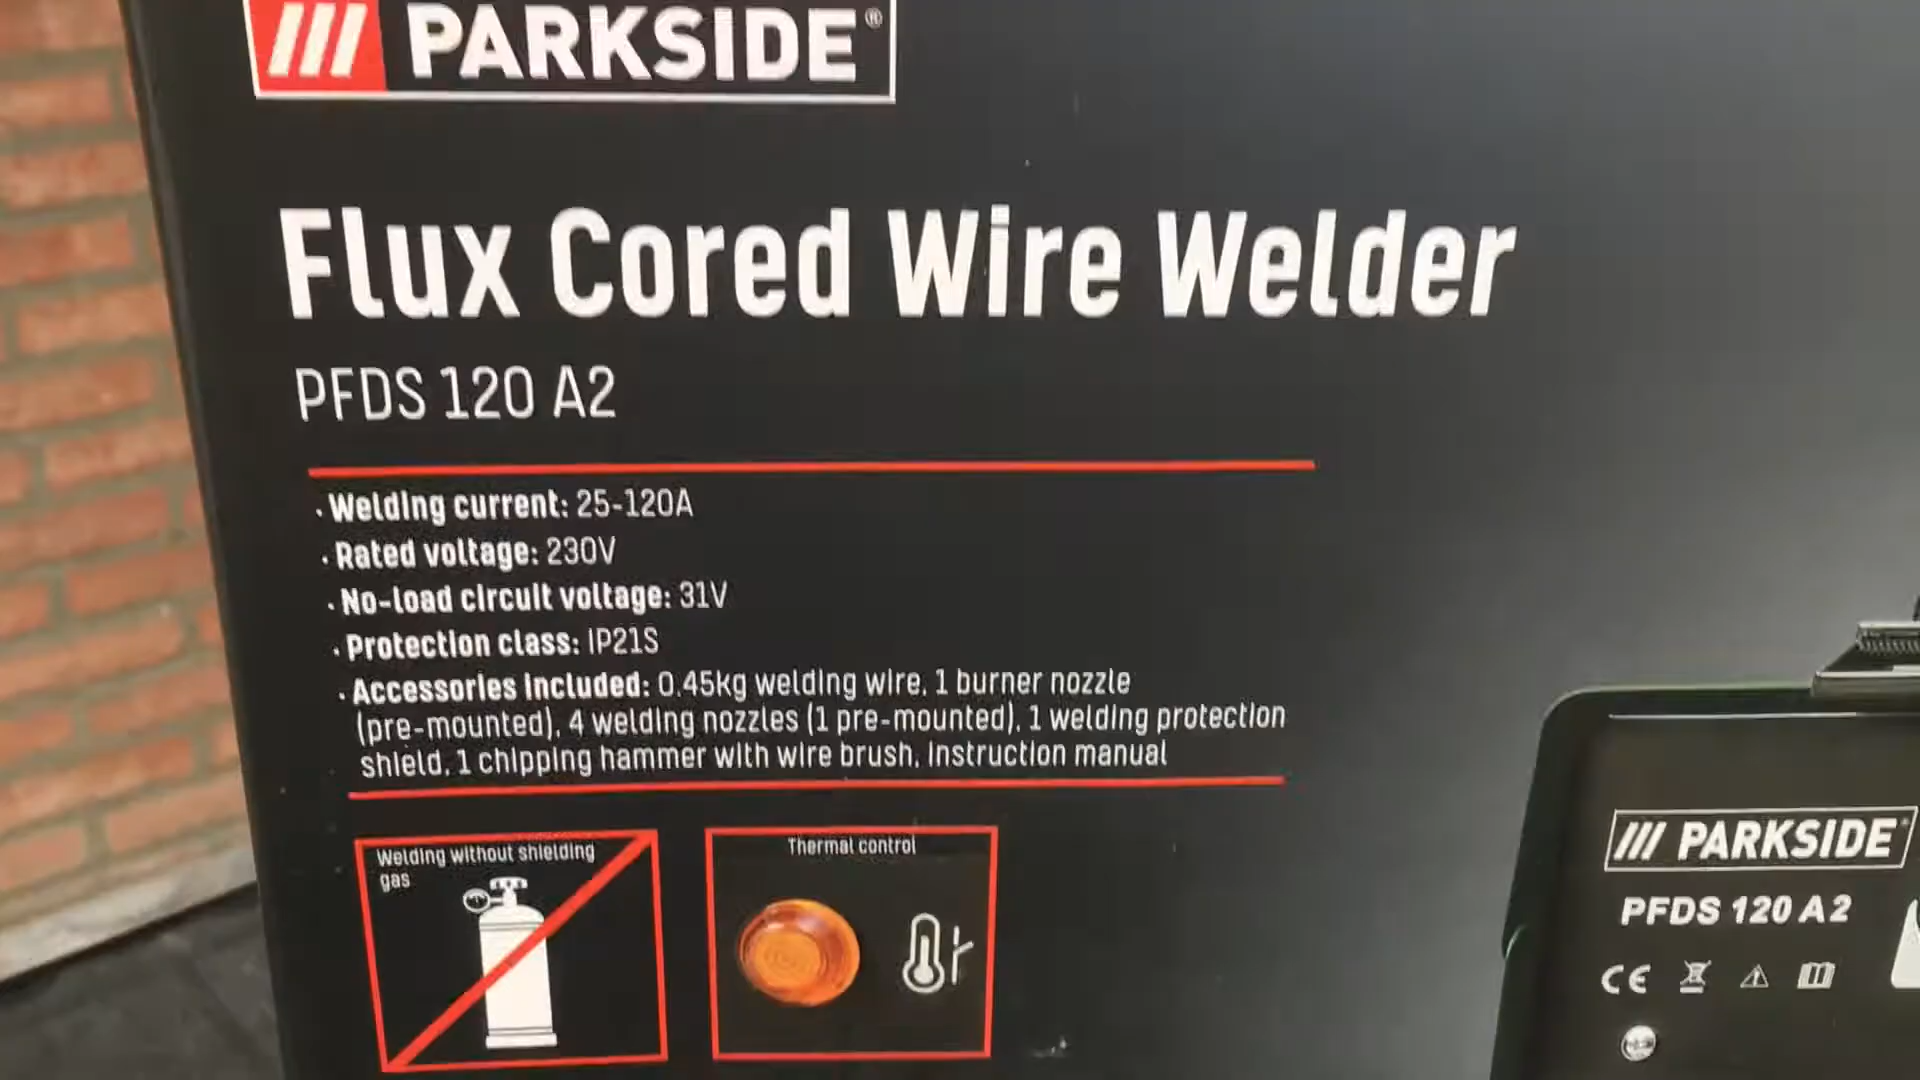 PARKSIDE®
Flux Cored Wire Welder
PFDS 120 A2
· Welding current: 25-120A
· Rated voltage: 230V
· No-load circuit voltage: 31V
· Protection class: IP21S
· Accessories included: 0.45kg welding wire, 1 burner nozzle
(pre-mounted), 4 welding nozzles (1 pre-mounted), 1 welding protection
shield, 1 chipping hammer with wire brush, instruction manual
Welding without shielding
gas
Thermal control
PARKSIDE®
PFDS 120 A2
CE